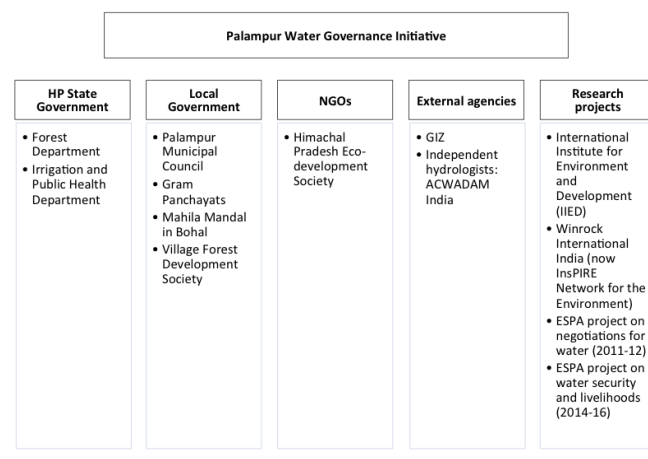 Palampur Water Governance Initiative
HP State
Government
• Forest
Department
• Irrigation and
Public Health
Department
Local
Government
• Palampur
Municipal
Council
• Gram
Panchayats
• Mahila Mandal
in Bohal
• Village Forest
Development
Society
NGOs
• Himachal
Pradesh Eco-
development
Society
External agencies
• GIZ
• Independent
hydrologists:
ACWADAM
India
Research
projects
• International
Institute for
Environment
and
Development
(IIED)
• Winrock
International
India (now
InsPIRE
Network for the
Environment)
• ESPA project on
negotiations for
water (2011-12)
• ESPA project on
water security
and livelihoods
(2014-16)